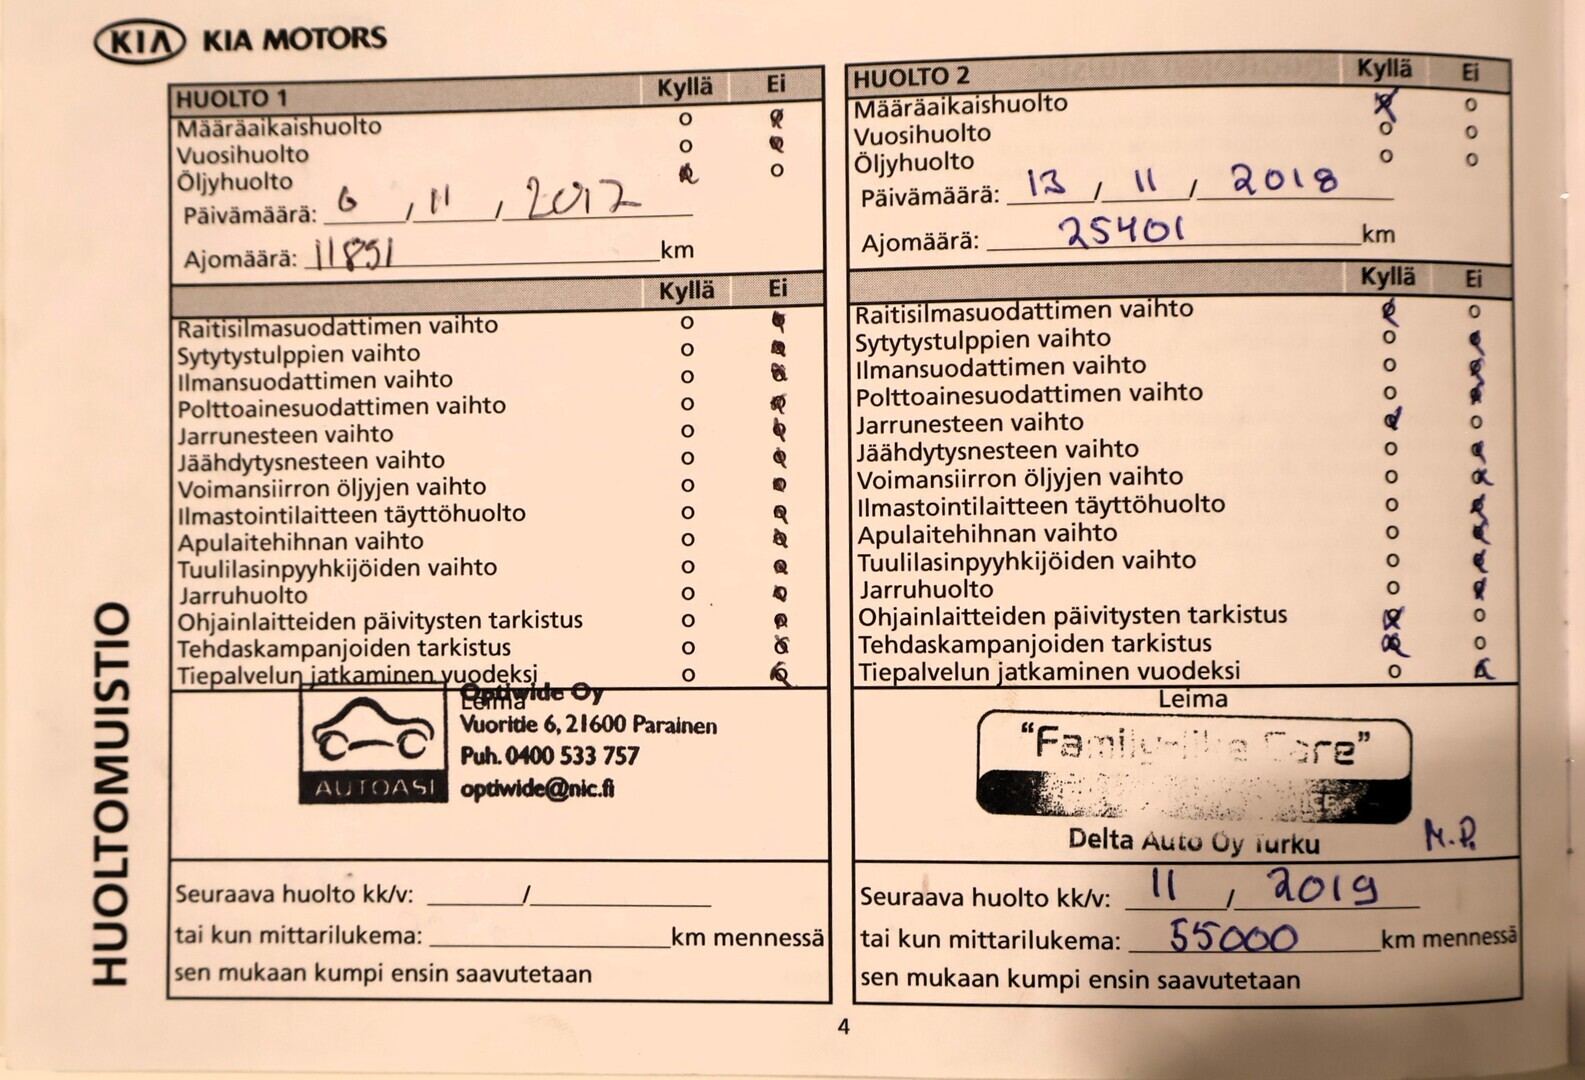 KIA KIA MOTORS
HUOLTOMUISTIO
HUOLTO 1 Kyllä Ei
Määräaikaishuolto o o
Vuosihuolto o o
Öljyhuolto o o
Päivämäärä: 6 / 11 / 2017
Ajomäärä: 11891 km
Kyllä Ei
Raitisilmasuodattimen vaihto o o
Sytytystulppien vaihto o o
Ilmansuodattimen vaihto o o
Polttoainesuodattimen vaihto o o
Jarrunesteen vaihto o o
Jäähdytysnesteen vaihto o o
Voimansiirron öljyjen vaihto o o
Ilmastointilaitteen täyttöhuolto o o
Apulaitehihnan vaihto o o
Tuulilasinpyyhkijöiden vaihto o o
Jarruhuolto o o
Ohjainlaitteiden päivitysten tarkistus o o
Tehdaskampanjoiden tarkistus o o
Tiepalvelun jatkaminen vuodeksi o o
Leima
Optiwide Oy
Vuoritie 6, 21600 Parainen
Puh. 0400 533 757
optiwide@nic.fi
AUTOASI
Seuraava huolto kk/v: /
tai kun mittarilukema: km mennessä
sen mukaan kumpi ensin saavutetaan
HUOLTO 2 Kyllä Ei
Määräaikaishuolto o o
Vuosihuolto o o
Öljyhuolto o o
Päivämäärä: 13 / 11 / 2018
Ajomäärä: 25401 km
Kyllä Ei
Raitisilmasuodattimen vaihto o o
Sytytystulppien vaihto o o
Ilmansuodattimen vaihto o o
Polttoainesuodattimen vaihto o o
Jarrunesteen vaihto o o
Jäähdytysnesteen vaihto o o
Voimansiirron öljyjen vaihto o o
Ilmastointilaitteen täyttöhuolto o o
Apulaitehihnan vaihto o o
Tuulilasinpyyhkijöiden vaihto o o
Jarruhuolto o o
Ohjainlaitteiden päivitysten tarkistus o o
Tehdaskampanjoiden tarkistus o o
Tiepalvelun jatkaminen vuodeksi o o
Leima
"Family-like Care"
Delta Auto Oy Turku M.P.
Seuraava huolto kk/v: 11 / 2019
tai kun mittarilukema: 55000 km mennessä
sen mukaan kumpi ensin saavutetaan
4